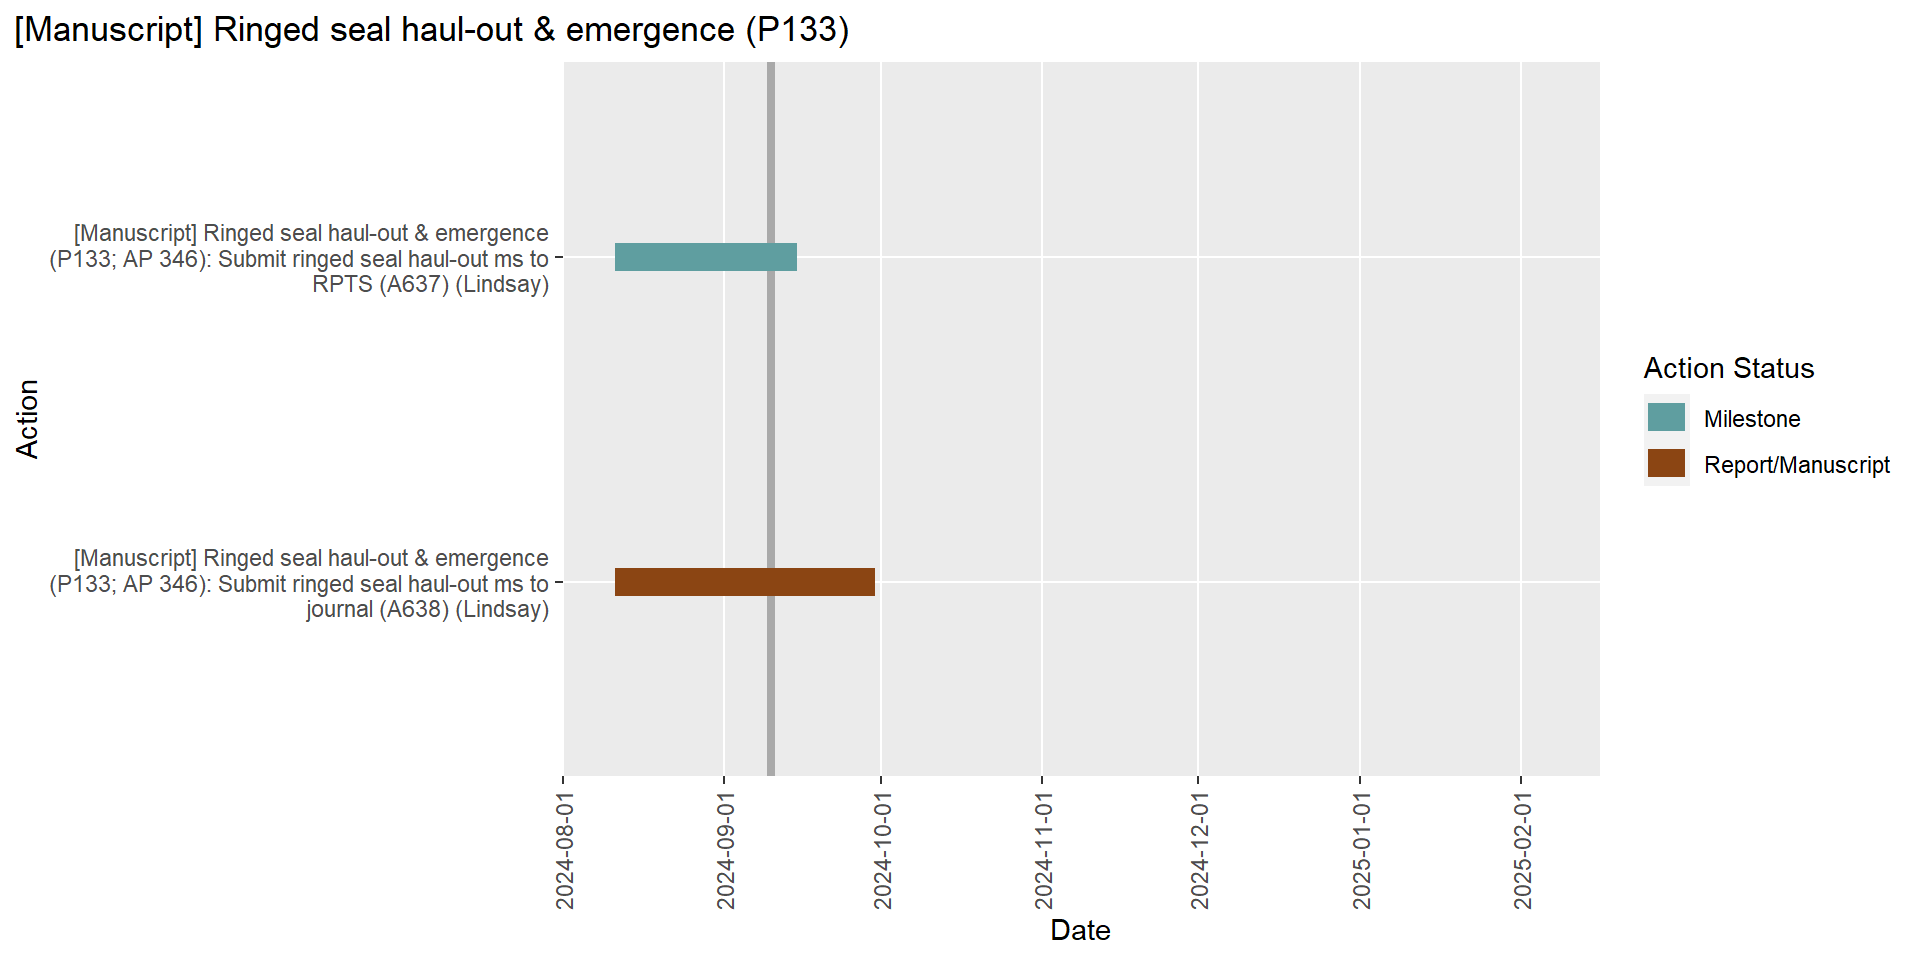 [Manuscript] Ringed seal haul-out & emergence (P133)
[Manuscript] Ringed seal haul-out & emergence
(P133; AP 346): Submit ringed seal haul-out ms to
RPTS (A637) (Lindsay)
Action
[Manuscript] Ringed seal haul-out & emergence
(P133; AP 346): Submit ringed seal haul-out ms to
journal (A638) (Lindsay)
2024-08-01
2024-09-01
2024-10-01
2024-11-01
2024-12-01
2025-01-01
2025-02-01
Date
Action Status
Milestone
Report/Manuscript